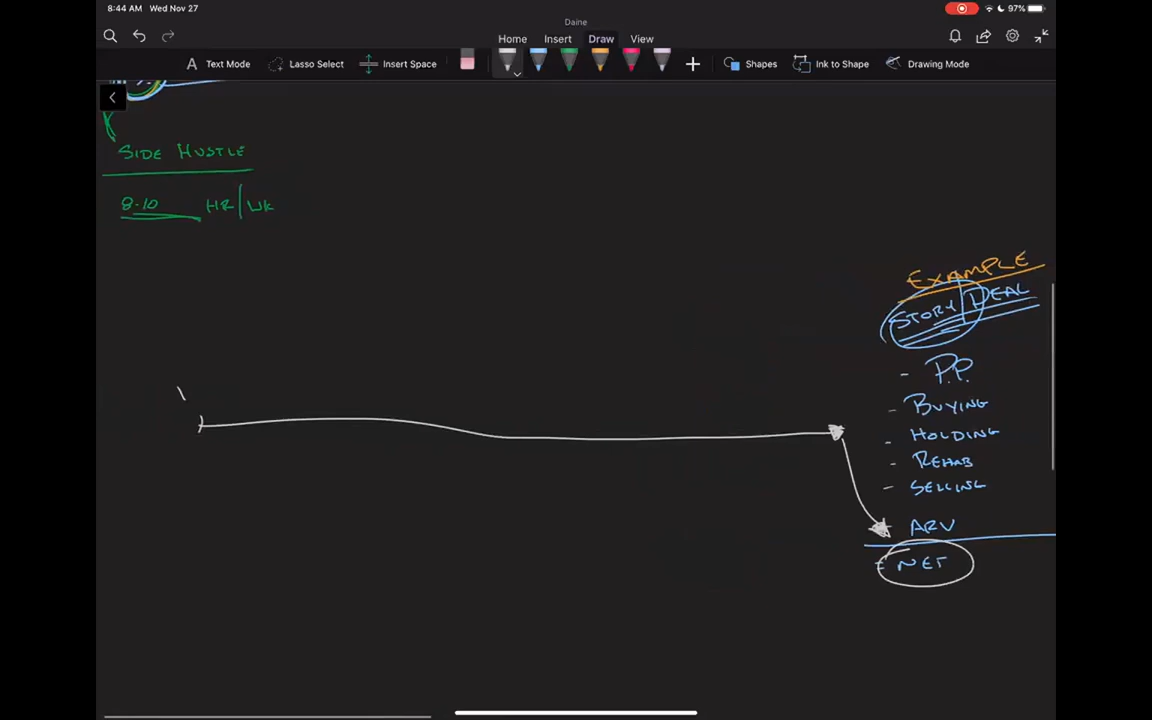 8:44 AM Wed Nov 27
97%
Daine
Home Insert Draw View
Text Mode Lasso Select Insert Space Shapes Ink to Shape Drawing Mode
SIDE HUSTLE
8-10 HR/WK
EXAMPLE
STORY/DEAL
- P.P.
- BUYING
- HOLDING
- REHAB
- SELLING
ARV
= NET